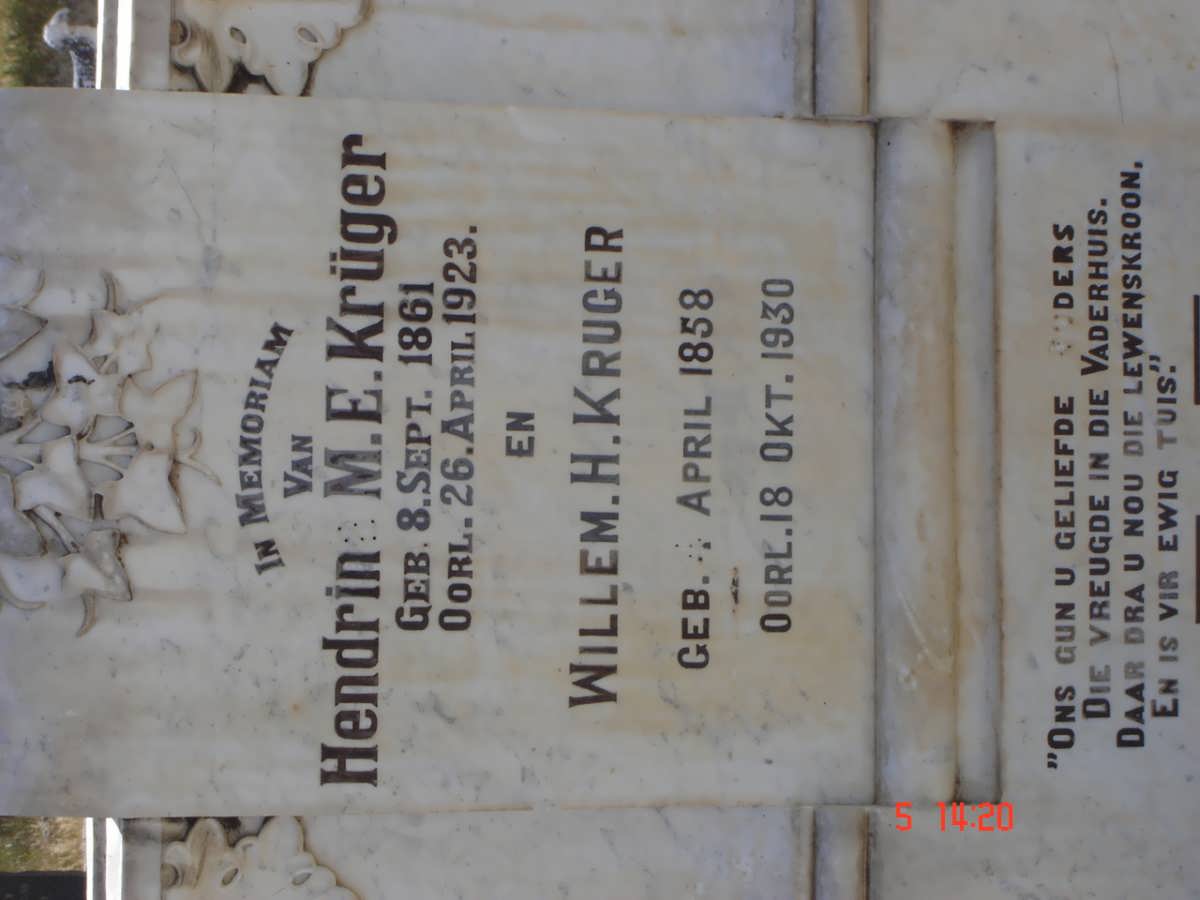 IN MEMORIAM
VAN
Hendrin M.E. Krüger
GEB. 8. SEPT. 1861
OORL. 26. APRIL 1923.
EN
WILLEM. H. KRUGER
GEB. APRIL 1858
OORL. 18 OKT. 1930
"ONS GUN U GELIEFDE DERS
DIE VREUGDE IN DIE VADERHUIS.
DAAR DRA U NOU DIE LEWENSKROON,
EN IS VIR EWIG TUIS."
5 14:20